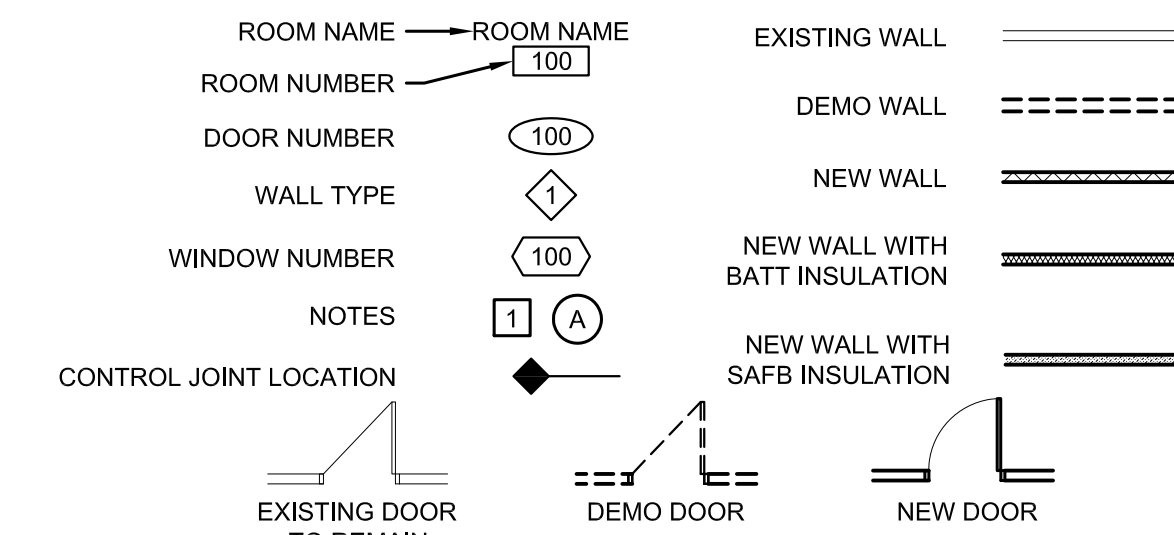 ROOM NAME
ROOM NAME
ROOM NUMBER
100
DOOR NUMBER
100
WALL TYPE
1
WINDOW NUMBER
100
NOTES
1 A
CONTROL JOINT LOCATION
EXISTING WALL
DEMO WALL
NEW WALL
NEW WALL WITH
BATT INSULATION
NEW WALL WITH
SAFB INSULATION
EXISTING DOOR
TO REMAIN
DEMO DOOR
NEW DOOR